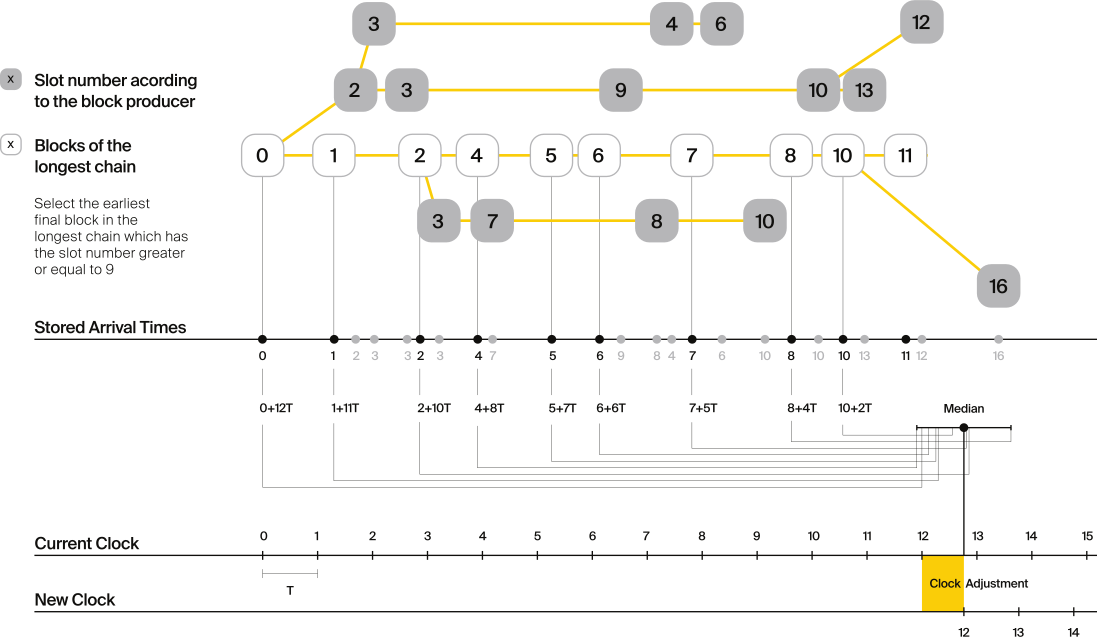 3 4 6
12
x Slot number acording
to the block producer
2 3 9 10 13
x Blocks of the
longest chain
0 1 2 4 5 6 7 8 10 11
Select the earliest
final block in the
longest chain which has
the slot number greater
or equal to 9
3 7 8 10
16
Stored Arrival Times
0 1 2 3 3 2 3 4 7 5 6 9 8 4 7 6 10 8 10 10 13 11 12 16
0+12T 1+11T 2+10T 4+8T 5+7T 6+6T 7+5T 8+4T 10+2T Median
0 1 2 3 4 5 6 7 8 9 10 11 12 13 14 15
Current Clock
T
Clock Adjustment
New Clock
12 13 14